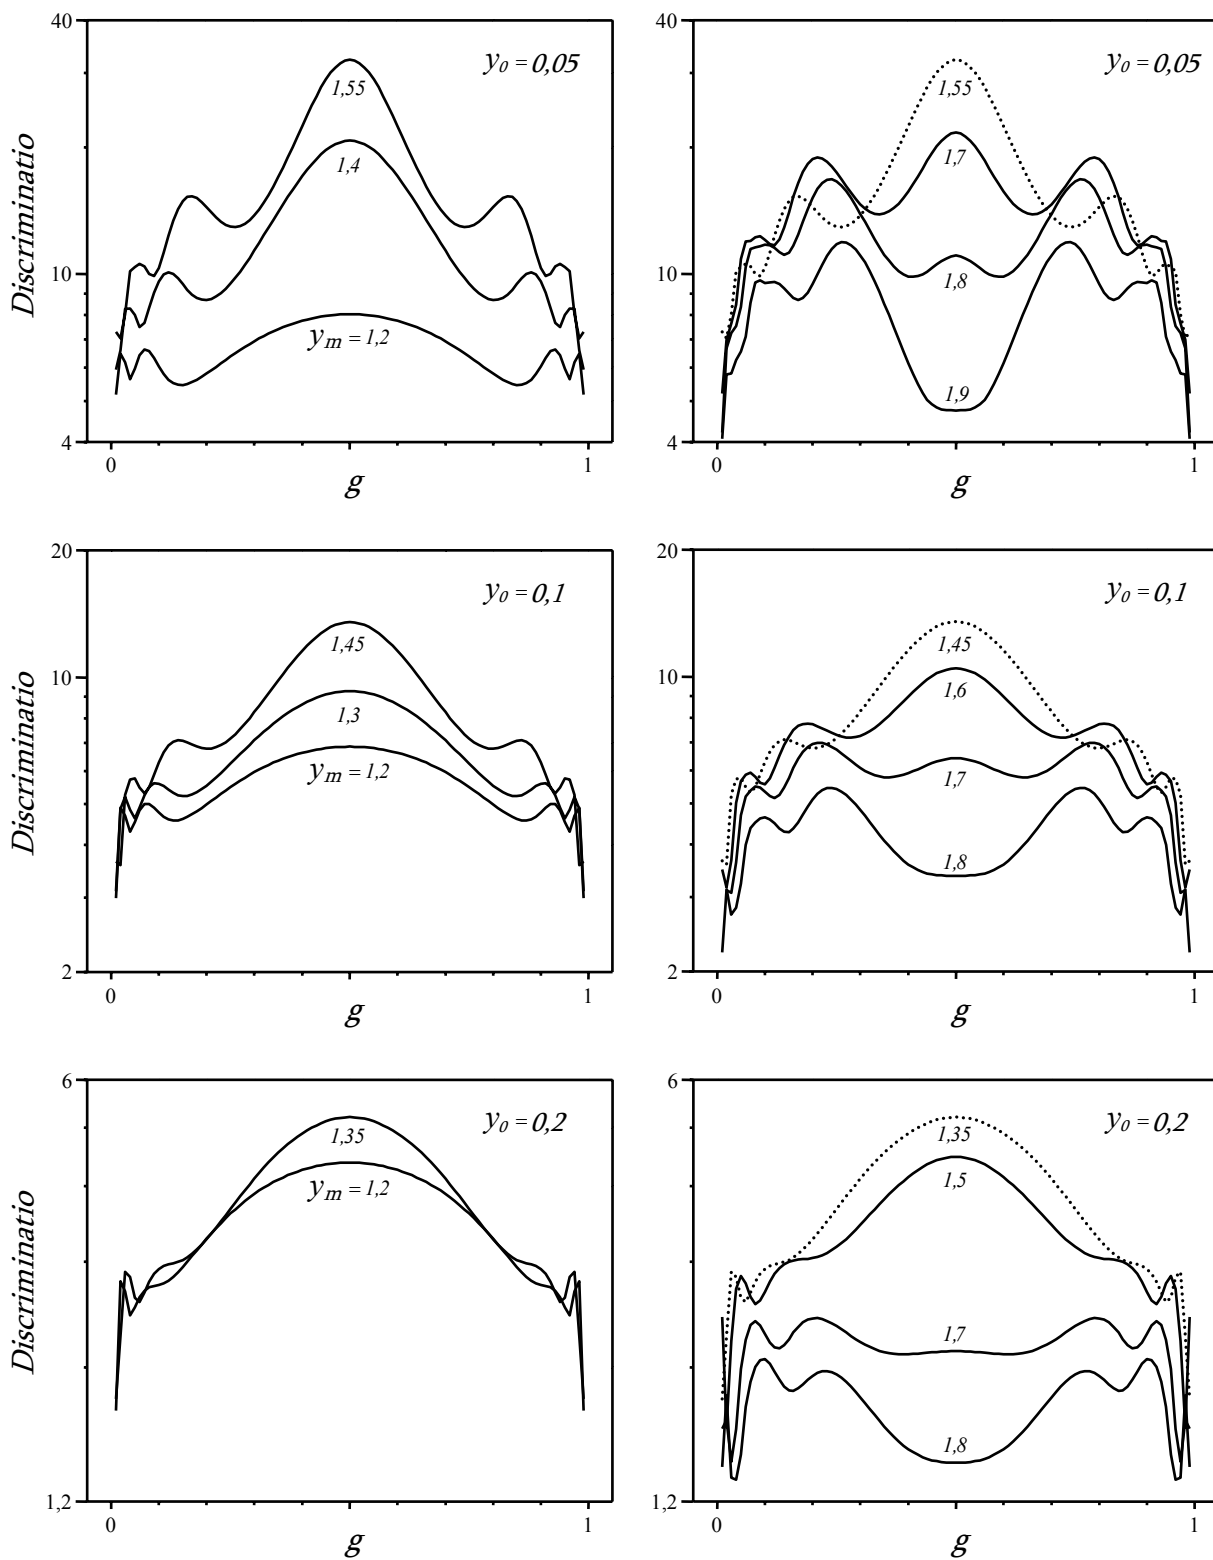 40
y0 = 0,05
1,55
1,4
10
ym = 1,2
4
0
1
g
Discriminatio
40
y0 = 0,05
1,55
1,7
10
1,8
1,9
4
0
1
g
20
y0 = 0,1
1,45
10
1,3
ym = 1,2
2
0
1
g
Discriminatio
20
y0 = 0,1
1,45
10
1,6
1,7
1,8
2
0
1
g
6
y0 = 0,2
1,35
ym = 1,2
1,2
0
1
g
Discriminatio
6
y0 = 0,2
1,35
1,5
1,7
1,8
1,2
0
1
g